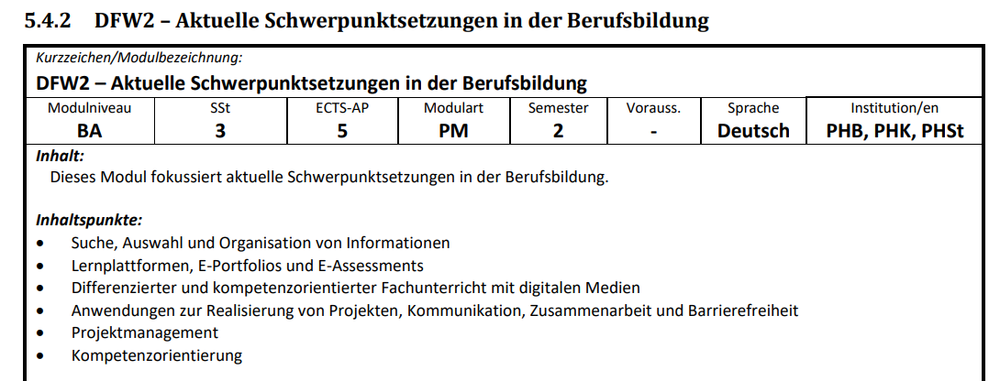 5.4.2 DFW2 – Aktuelle Schwerpunktsetzungen in der Berufsbildung
Kurzzeichen/Modulbezeichnung:
DFW2 – Aktuelle Schwerpunktsetzungen in der Berufsbildung
Modulniveau SSt ECTS-AP Modulart Semester Vorauss. Sprache Institution/en
BA 3 5 PM 2 - Deutsch PHB, PHK, PHSt
Inhalt:
Dieses Modul fokussiert aktuelle Schwerpunktsetzungen in der Berufsbildung.
Inhaltspunkte:
• Suche, Auswahl und Organisation von Informationen
• Lernplattformen, E-Portfolios und E-Assessments
• Differenzierter und kompetenzorientierter Fachunterricht mit digitalen Medien
• Anwendungen zur Realisierung von Projekten, Kommunikation, Zusammenarbeit und Barrierefreiheit
• Projektmanagement
• Kompetenzorientierung